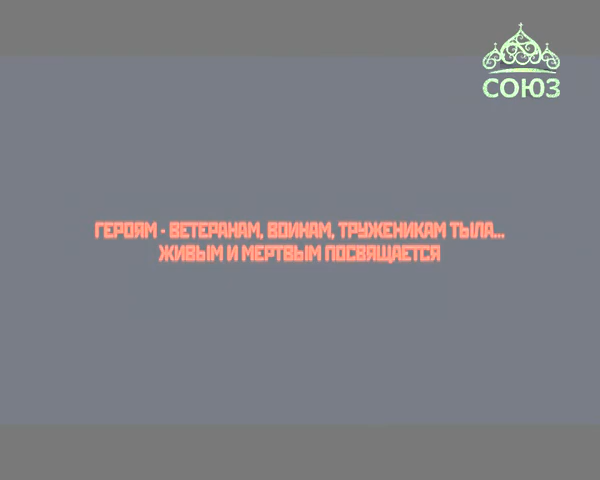 СОЮЗ
ГЕРОЯМ - ВЕТЕРАНАМ, ВОИНАМ, ТРУЖЕНИКАМ ТЫЛА...
ЖИВЫМ И МЕРТВЫМ ПОСВЯЩАЕТСЯ